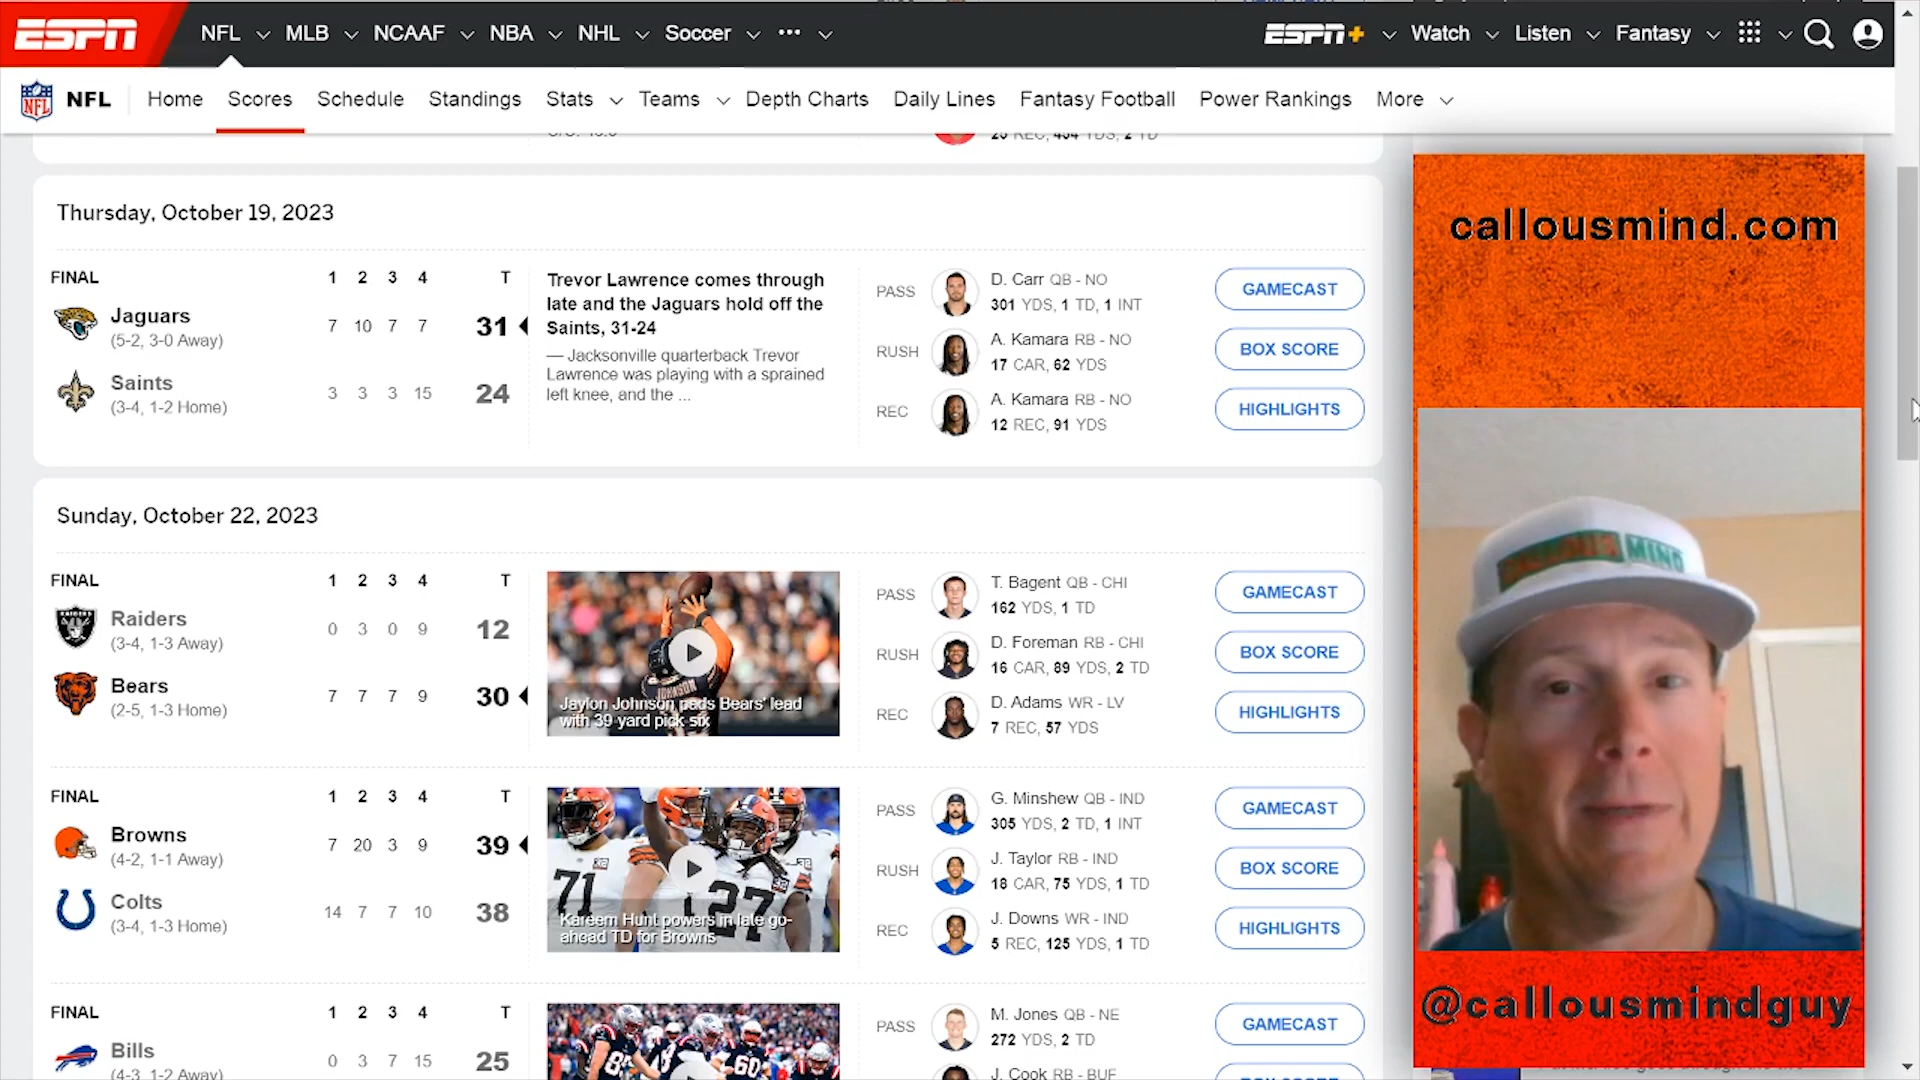 ESPN NFL MLB NCAAF NBA NHL Soccer ••• ESPN+ Watch Listen Fantasy
NFL NFL Home Scores Schedule Standings Stats Teams Depth Charts Daily Lines Fantasy Football Power Rankings More
Thursday, October 19, 2023
FINAL 1 2 3 4 T
Jaguars 7 10 7 7 31
(5-2, 3-0 Away)
Saints 3 3 3 15 24
(3-4, 1-2 Home)
Trevor Lawrence comes through
late and the Jaguars hold off the
Saints, 31-24
— Jacksonville quarterback Trevor
Lawrence was playing with a sprained
left knee, and the ...
PASS D. Carr QB - NO
301 YDS, 1 TD, 1 INT
RUSH A. Kamara RB - NO
17 CAR, 62 YDS
REC A. Kamara RB - NO
12 REC, 91 YDS
GAMECAST
BOX SCORE
HIGHLIGHTS
Sunday, October 22, 2023
FINAL 1 2 3 4 T
Raiders 0 3 0 9 12
(3-4, 1-3 Away)
Bears 7 7 7 9 30
(2-5, 1-3 Home)
JOHNSON
Jaylon Johnson pads Bears' lead
with 39 yard pick six
PASS T. Bagent QB - CHI
162 YDS, 1 TD
RUSH D. Foreman RB - CHI
16 CAR, 89 YDS, 2 TD
REC D. Adams WR - LV
7 REC, 57 YDS
GAMECAST
BOX SCORE
HIGHLIGHTS
FINAL 1 2 3 4 T
Browns 7 20 3 9 39
(4-2, 1-1 Away)
Colts 14 7 7 10 38
(3-4, 1-3 Home)
71 27
Kareem Hunt powers in late go-
ahead TD for Browns
PASS G. Minshew QB - IND
305 YDS, 2 TD, 1 INT
RUSH J. Taylor RB - IND
18 CAR, 75 YDS, 1 TD
REC J. Downs WR - IND
5 REC, 125 YDS, 1 TD
GAMECAST
BOX SCORE
HIGHLIGHTS
FINAL 1 2 3 4 T
Bills 0 3 7 15 25
(4-3, 1-2 Away)
60
PASS M. Jones QB - NE
272 YDS, 2 TD
J. Cook RB - BUF
GAMECAST
BOX SCORE
callousmind.com
CALLOUS MIND
@callousmindguy